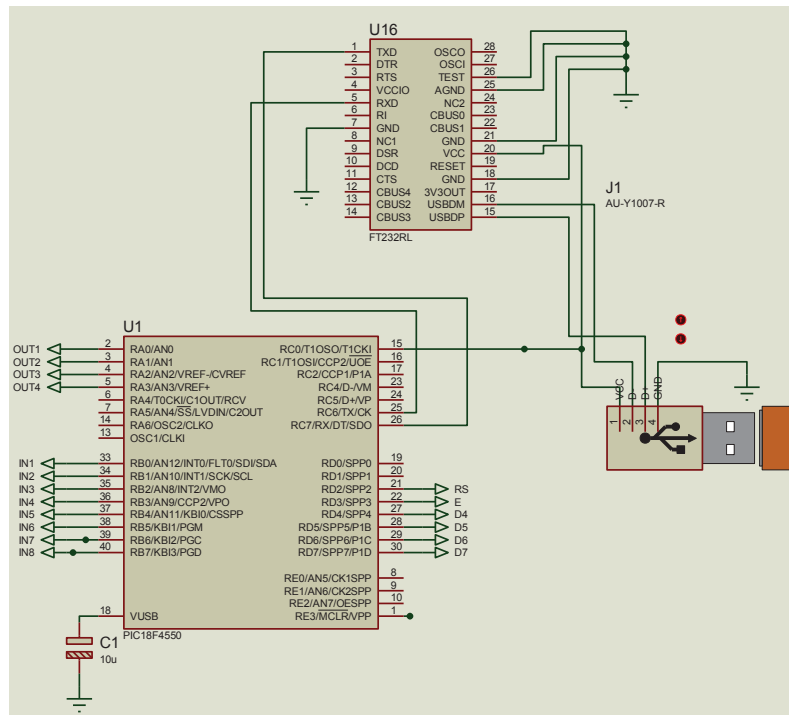 U16
1 TXD OSCO 28
2 DTR OSCI 27
3 RTS TEST 26
4 VCCIO AGND 25
5 RXD NC2 24
6 RI CBUS0 23
7 GND CBUS1 22
8 NC1 GND 21
9 DSR VCC 20
10 DCD RESET 19
11 CTS GND 18
12 CBUS4 3V3OUT 17
13 CBUS2 USBDM 16
14 CBUS3 USBDP 15
FT232RL
J1
AU-Y1007-R
VCC D- D+ GND
1 2 3 4
U1
OUT1 2 RA0/AN0 RC0/T1OSO/T1CKI 15
OUT2 3 RA1/AN1 RC1/T1OSI/CCP2/UOE 16
OUT3 4 RA2/AN2/VREF-/CVREF RC2/CCP1/P1A 17
OUT4 5 RA3/AN3/VREF+ RC4/D-/VM 23
6 RA4/T0CKI/C1OUT/RCV RC5/D+/VP 24
7 RA5/AN4/SS/LVDIN/C2OUT RC6/TX/CK 25
14 RA6/OSC2/CLKO RC7/RX/DT/SDO 26
13 OSC1/CLKI
IN1 33 RB0/AN12/INT0/FLT0/SDI/SDA RD0/SPP0 19
IN2 34 RB1/AN10/INT1/SCK/SCL RD1/SPP1 20
IN3 35 RB2/AN8/INT2/VMO RD2/SPP2 21 RS
IN4 36 RB3/AN9/CCP2/VPO RD3/SPP3 22 E
IN5 37 RB4/AN11/KBI0/CSSPP RD4/SPP4 27 D4
IN6 38 RB5/KBI1/PGM RD5/SPP5/P1B 28 D5
IN7 39 RB6/KBI2/PGC RD6/SPP6/P1C 29 D6
IN8 40 RB7/KBI3/PGD RD7/SPP7/P1D 30 D7
RE0/AN5/CK1SPP 8
RE1/AN6/CK2SPP 9
RE2/AN7/OESPP 10
18 VUSB RE3/MCLR/VPP 1
PIC18F4550
C1
10u